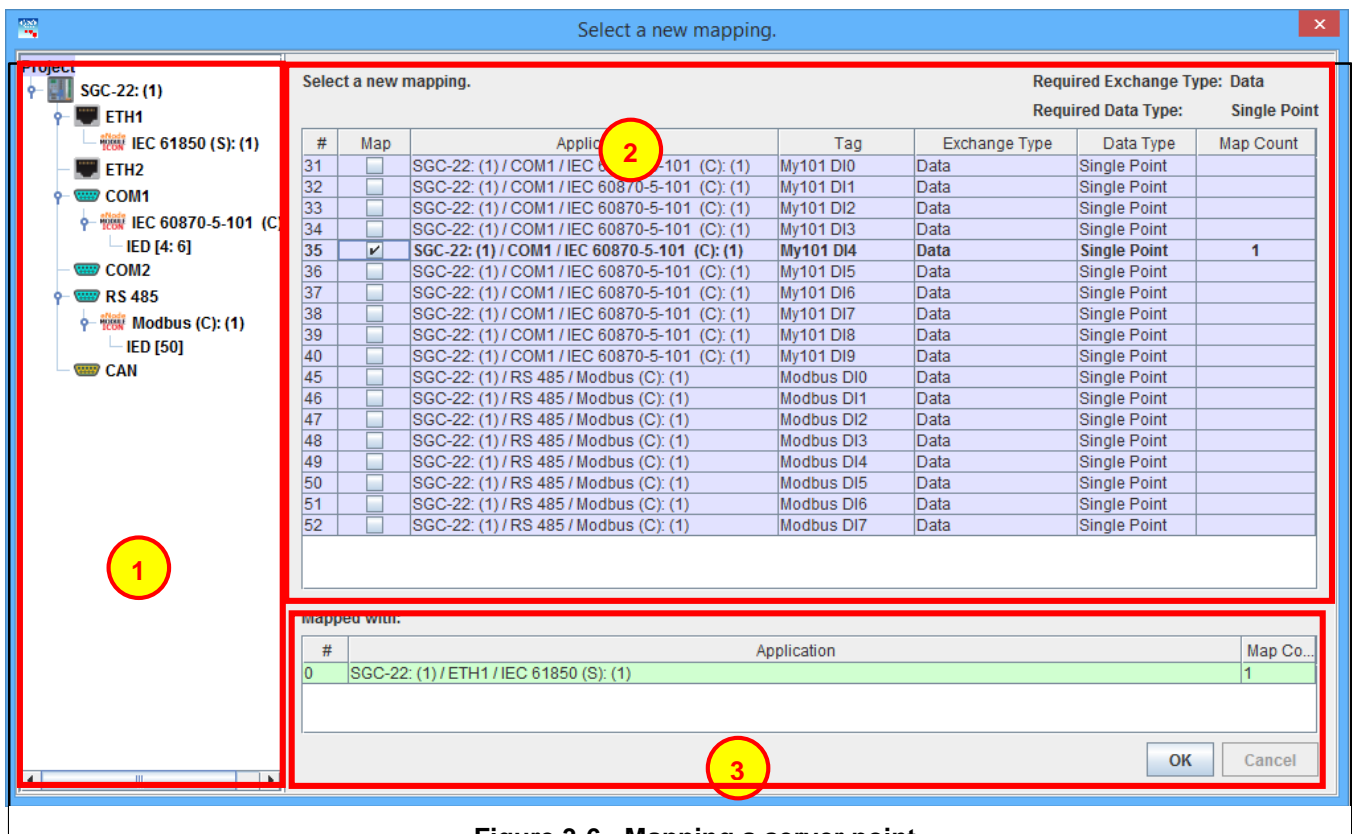 Select a new mapping.
Project
SGC-22: (1)
ETH1
IEC 61850 (S): (1)
ETH2
COM1
IEC 60870-5-101 (C)
IED [4: 6]
COM2
RS 485
Modbus (C): (1)
IED [50]
CAN
1
Select a new mapping. Required Exchange Type: Data
Required Data Type: Single Point
# Map Applic Tag Exchange Type Data Type Map Count
2
31 SGC-22: (1) / COM1 / IEC 6 -5-101 (C): (1) My101 DI0 Data Single Point
32 SGC-22: (1) / COM1 / IEC 60870-5-101 (C): (1) My101 DI1 Data Single Point
33 SGC-22: (1) / COM1 / IEC 60870-5-101 (C): (1) My101 DI2 Data Single Point
34 SGC-22: (1) / COM1 / IEC 60870-5-101 (C): (1) My101 DI3 Data Single Point
35 SGC-22: (1) / COM1 / IEC 60870-5-101 (C): (1) My101 DI4 Data Single Point 1
36 SGC-22: (1) / COM1 / IEC 60870-5-101 (C): (1) My101 DI5 Data Single Point
37 SGC-22: (1) / COM1 / IEC 60870-5-101 (C): (1) My101 DI6 Data Single Point
38 SGC-22: (1) / COM1 / IEC 60870-5-101 (C): (1) My101 DI7 Data Single Point
39 SGC-22: (1) / COM1 / IEC 60870-5-101 (C): (1) My101 DI8 Data Single Point
40 SGC-22: (1) / COM1 / IEC 60870-5-101 (C): (1) My101 DI9 Data Single Point
45 SGC-22: (1) / RS 485 / Modbus (C): (1) Modbus DI0 Data Single Point
46 SGC-22: (1) / RS 485 / Modbus (C): (1) Modbus DI1 Data Single Point
47 SGC-22: (1) / RS 485 / Modbus (C): (1) Modbus DI2 Data Single Point
48 SGC-22: (1) / RS 485 / Modbus (C): (1) Modbus DI3 Data Single Point
49 SGC-22: (1) / RS 485 / Modbus (C): (1) Modbus DI4 Data Single Point
50 SGC-22: (1) / RS 485 / Modbus (C): (1) Modbus DI5 Data Single Point
51 SGC-22: (1) / RS 485 / Modbus (C): (1) Modbus DI6 Data Single Point
52 SGC-22: (1) / RS 485 / Modbus (C): (1) Modbus DI7 Data Single Point
Mapped with:
# Application Map Co...
0 SGC-22: (1) / ETH1 / IEC 61850 (S): (1) 1
3
OK Cancel
Figure 3-6 - Mapping a server point